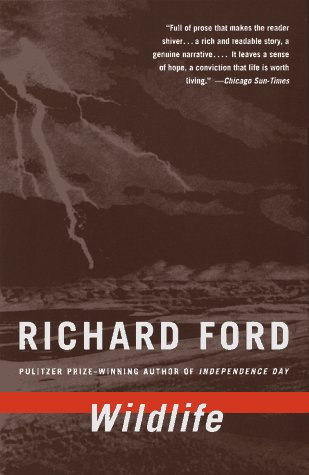 "Full of prose that makes the reader
shiver... a rich and readable story, a
genuine narrative.... It leaves a sense
of hope, a conviction that life is worth
living." —Chicago Sun-Times
RICHARD FORD
PULITZER PRIZE–WINNING AUTHOR OF INDEPENDENCE DAY
Wildlife